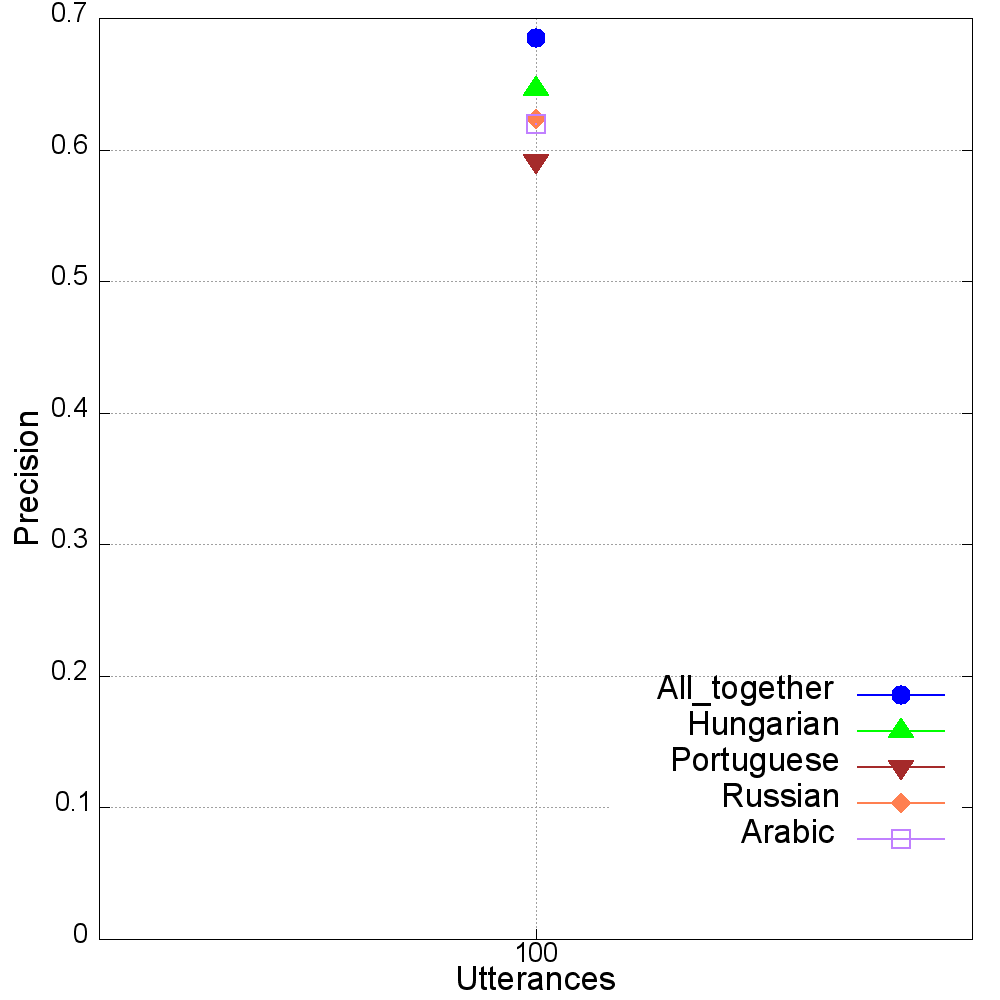 0.7
0.6
0.5
0.4
0.3
0.2
0.1
0
Precision
All_together
Hungarian
Portuguese
Russian
Arabic
100
Utterances